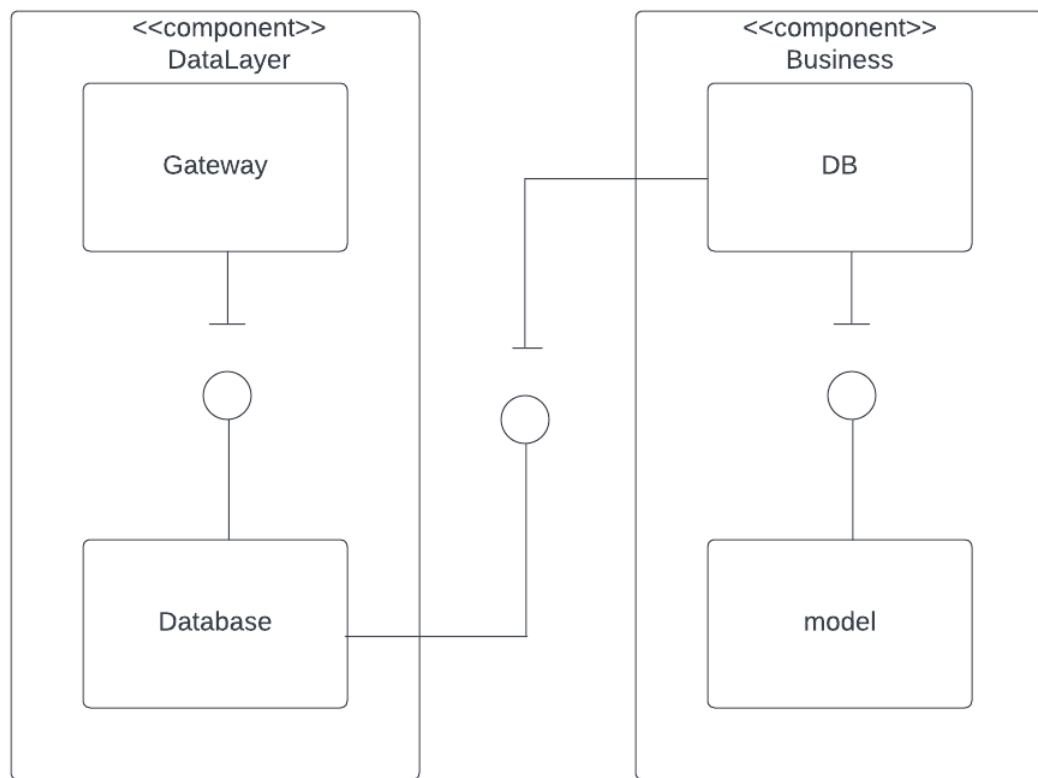 <<component>>
DataLayer
Gateway
Database
<<component>>
Business
DB
model